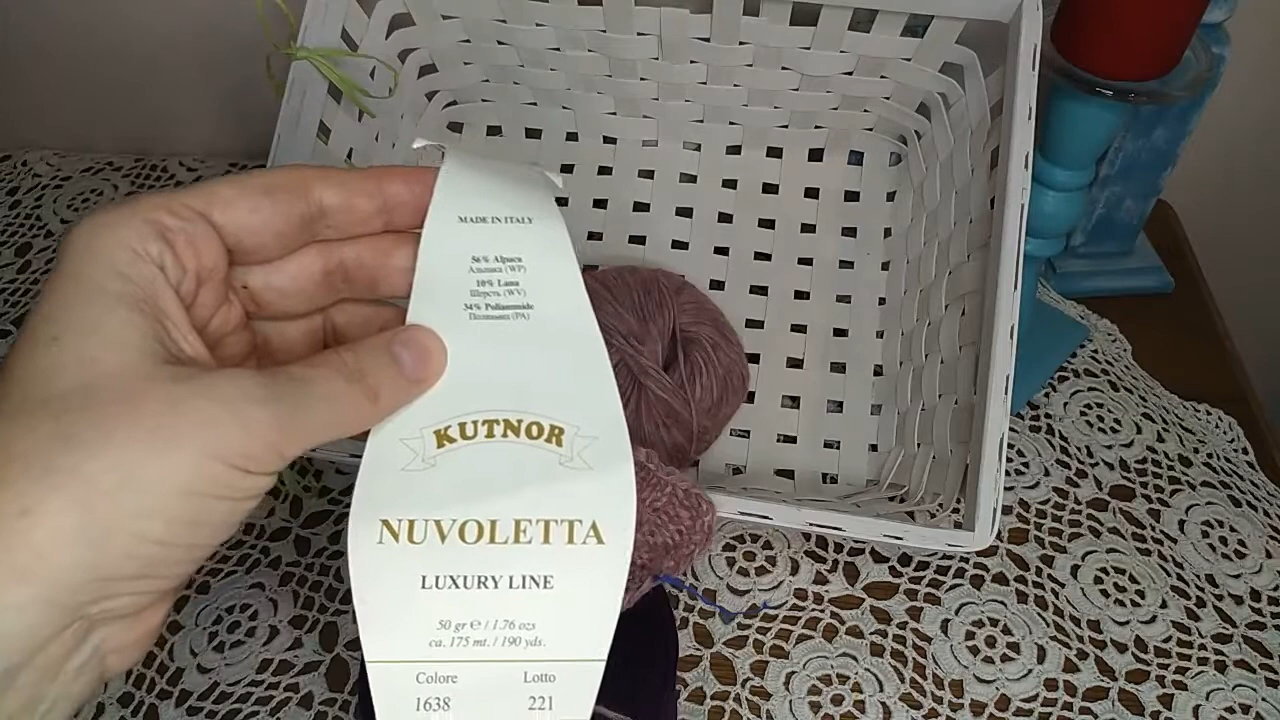 MADE IN ITALY
56% Alpaca
Альпака (WP)
10% Lana
Шерсть (WV)
34% Poliammide
Полиамид (PA)
KUTNOR
NUVOLETTA
LUXURY LINE
50 gr ℮ / 1.76 ozs
ca. 175 mt. / 190 yds.
Colore Lotto
1638 221